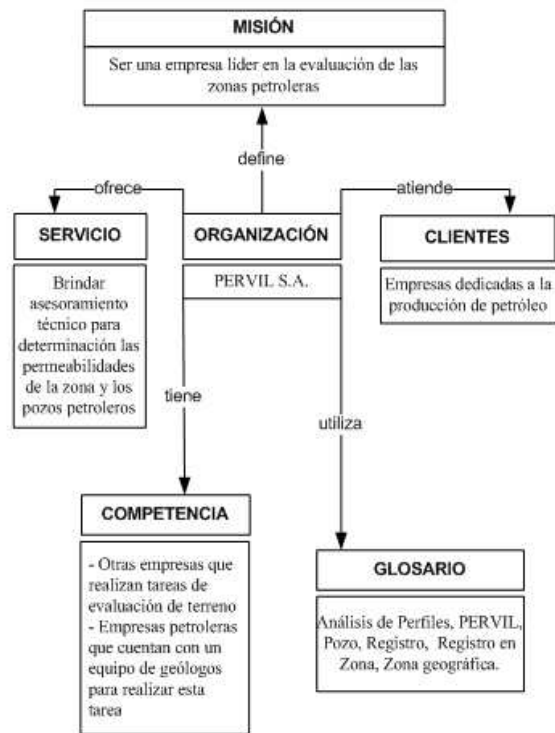 MISIÓN
Ser una empresa líder en la evaluación de las
zonas petroleras
define
ofrece
atiende
SERVICIO
Brindar
asesoramiento
técnico para
determinación las
permeabilidades
de la zona y los
pozos petroleros
ORGANIZACIÓN
PERVIL S.A.
CLIENTES
Empresas dedicadas a la
producción de petróleo
tiene
utiliza
COMPETENCIA
- Otras empresas que
realizan tareas de
evaluación de terreno
- Empresas petroleras
que cuentan con un
equipo de geólogos
para realizar esta
tarea
GLOSARIO
Análisis de Perfiles, PERVIL,
Pozo, Registro, Registro en
Zona, Zona geográfica.